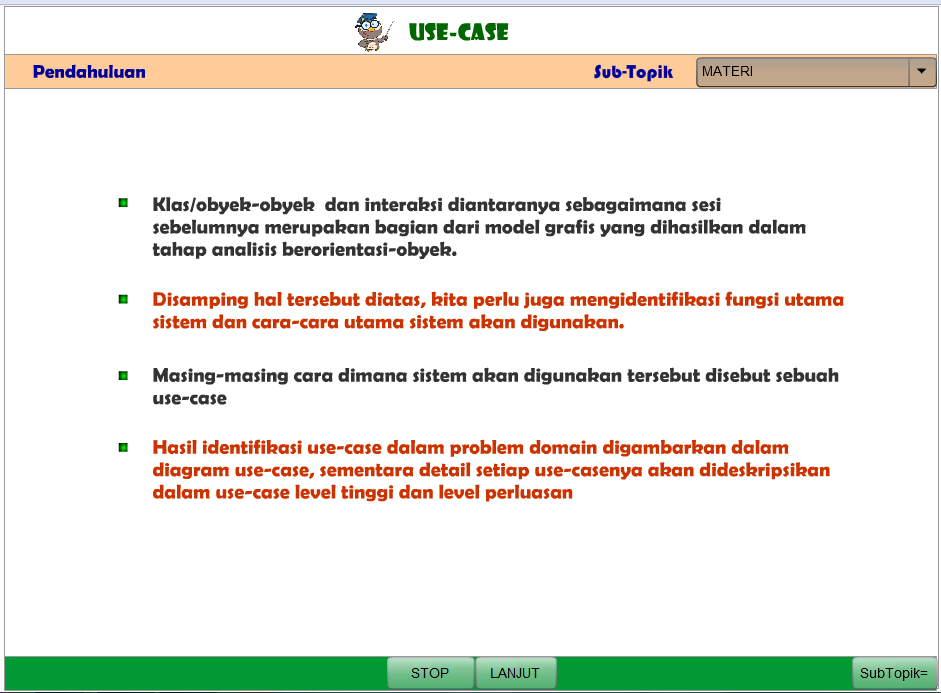 USE-CASE
Pendahuluan
Sub-Topik
MATERI
Klas/obyek-obyek dan interaksi diantaranya sebagaimana sesi
sebelumnya merupakan bagian dari model grafis yang dihasilkan dalam
tahap analisis berorientasi-obyek.
Disamping hal tersebut diatas, kita perlu juga mengidentifikasi fungsi utama
sistem dan cara-cara utama sistem akan digunakan.
Masing-masing cara dimana sistem akan digunakan tersebut disebut sebuah
use-case
Hasil identifikasi use-case dalam problem domain digambarkan dalam
diagram use-case, sementara detail setiap use-casenya akan dideskripsikan
dalam use-case level tinggi dan level perluasan
STOP
LANJUT
SubTopik=